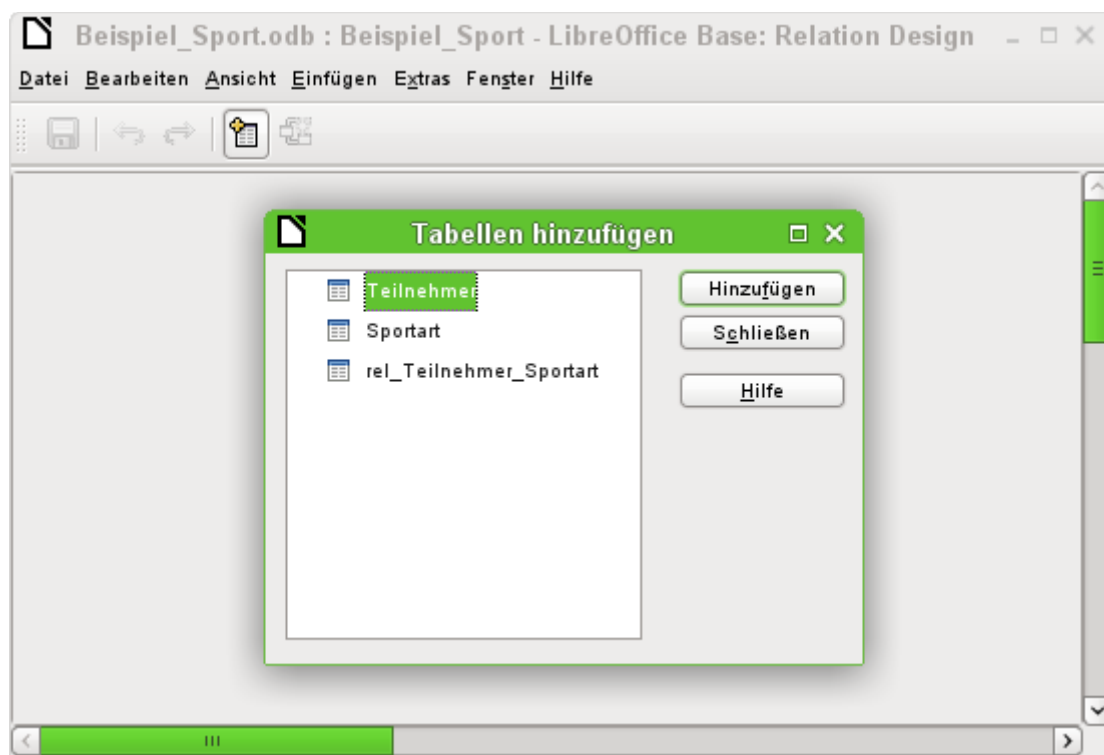 Beispiel_Sport.odb : Beispiel_Sport - LibreOffice Base: Relation Design
Datei Bearbeiten Ansicht Einfügen Extras Fenster Hilfe
Tabellen hinzufügen
Teilnehmer
Sportart
rel_Teilnehmer_Sportart
Hinzufügen
Schließen
Hilfe